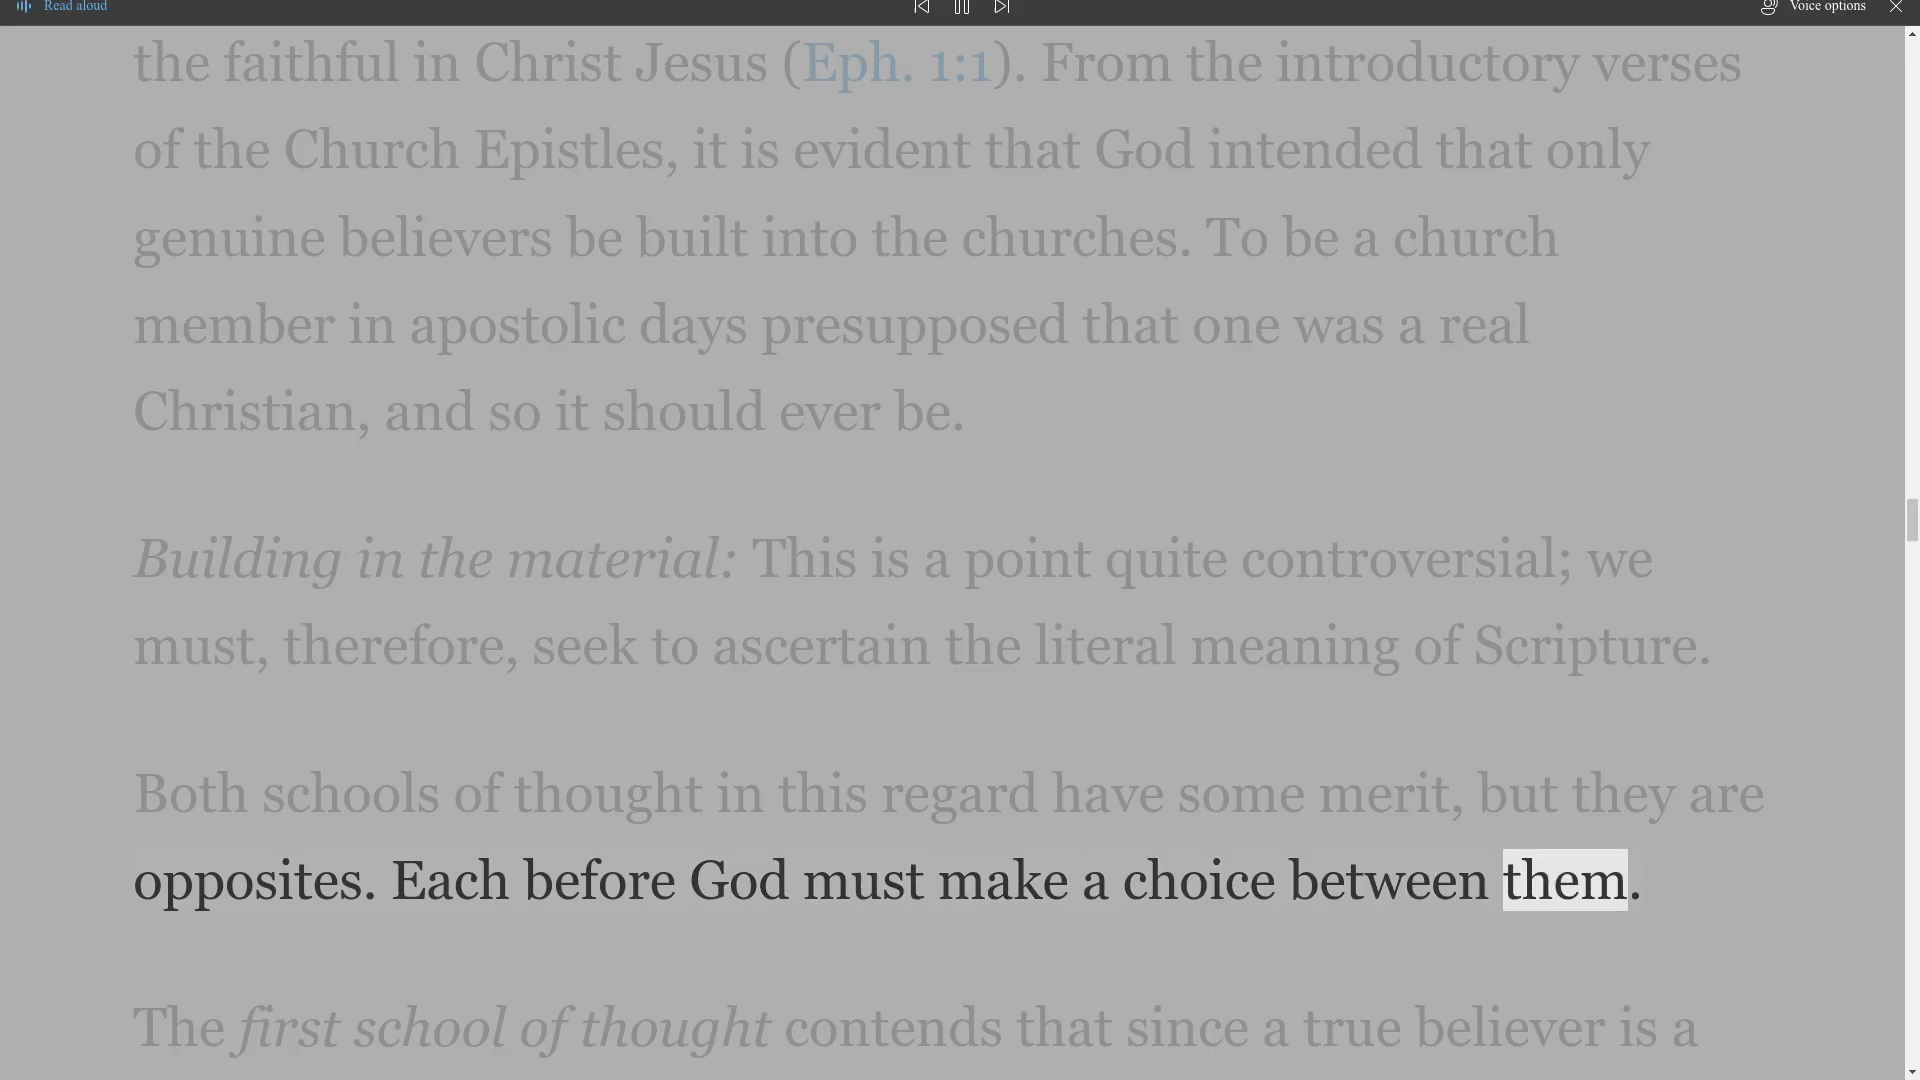 Read aloud
Voice options
the faithful in Christ Jesus (Eph. 1:1). From the introductory verses
of the Church Epistles, it is evident that God intended that only
genuine believers be built into the churches. To be a church
member in apostolic days presupposed that one was a real
Christian, and so it should ever be.
Building in the material: This is a point quite controversial; we
must, therefore, seek to ascertain the literal meaning of Scripture.
Both schools of thought in this regard have some merit, but they are
opposites. Each before God must make a choice between them.
The first school of thought contends that since a true believer is a